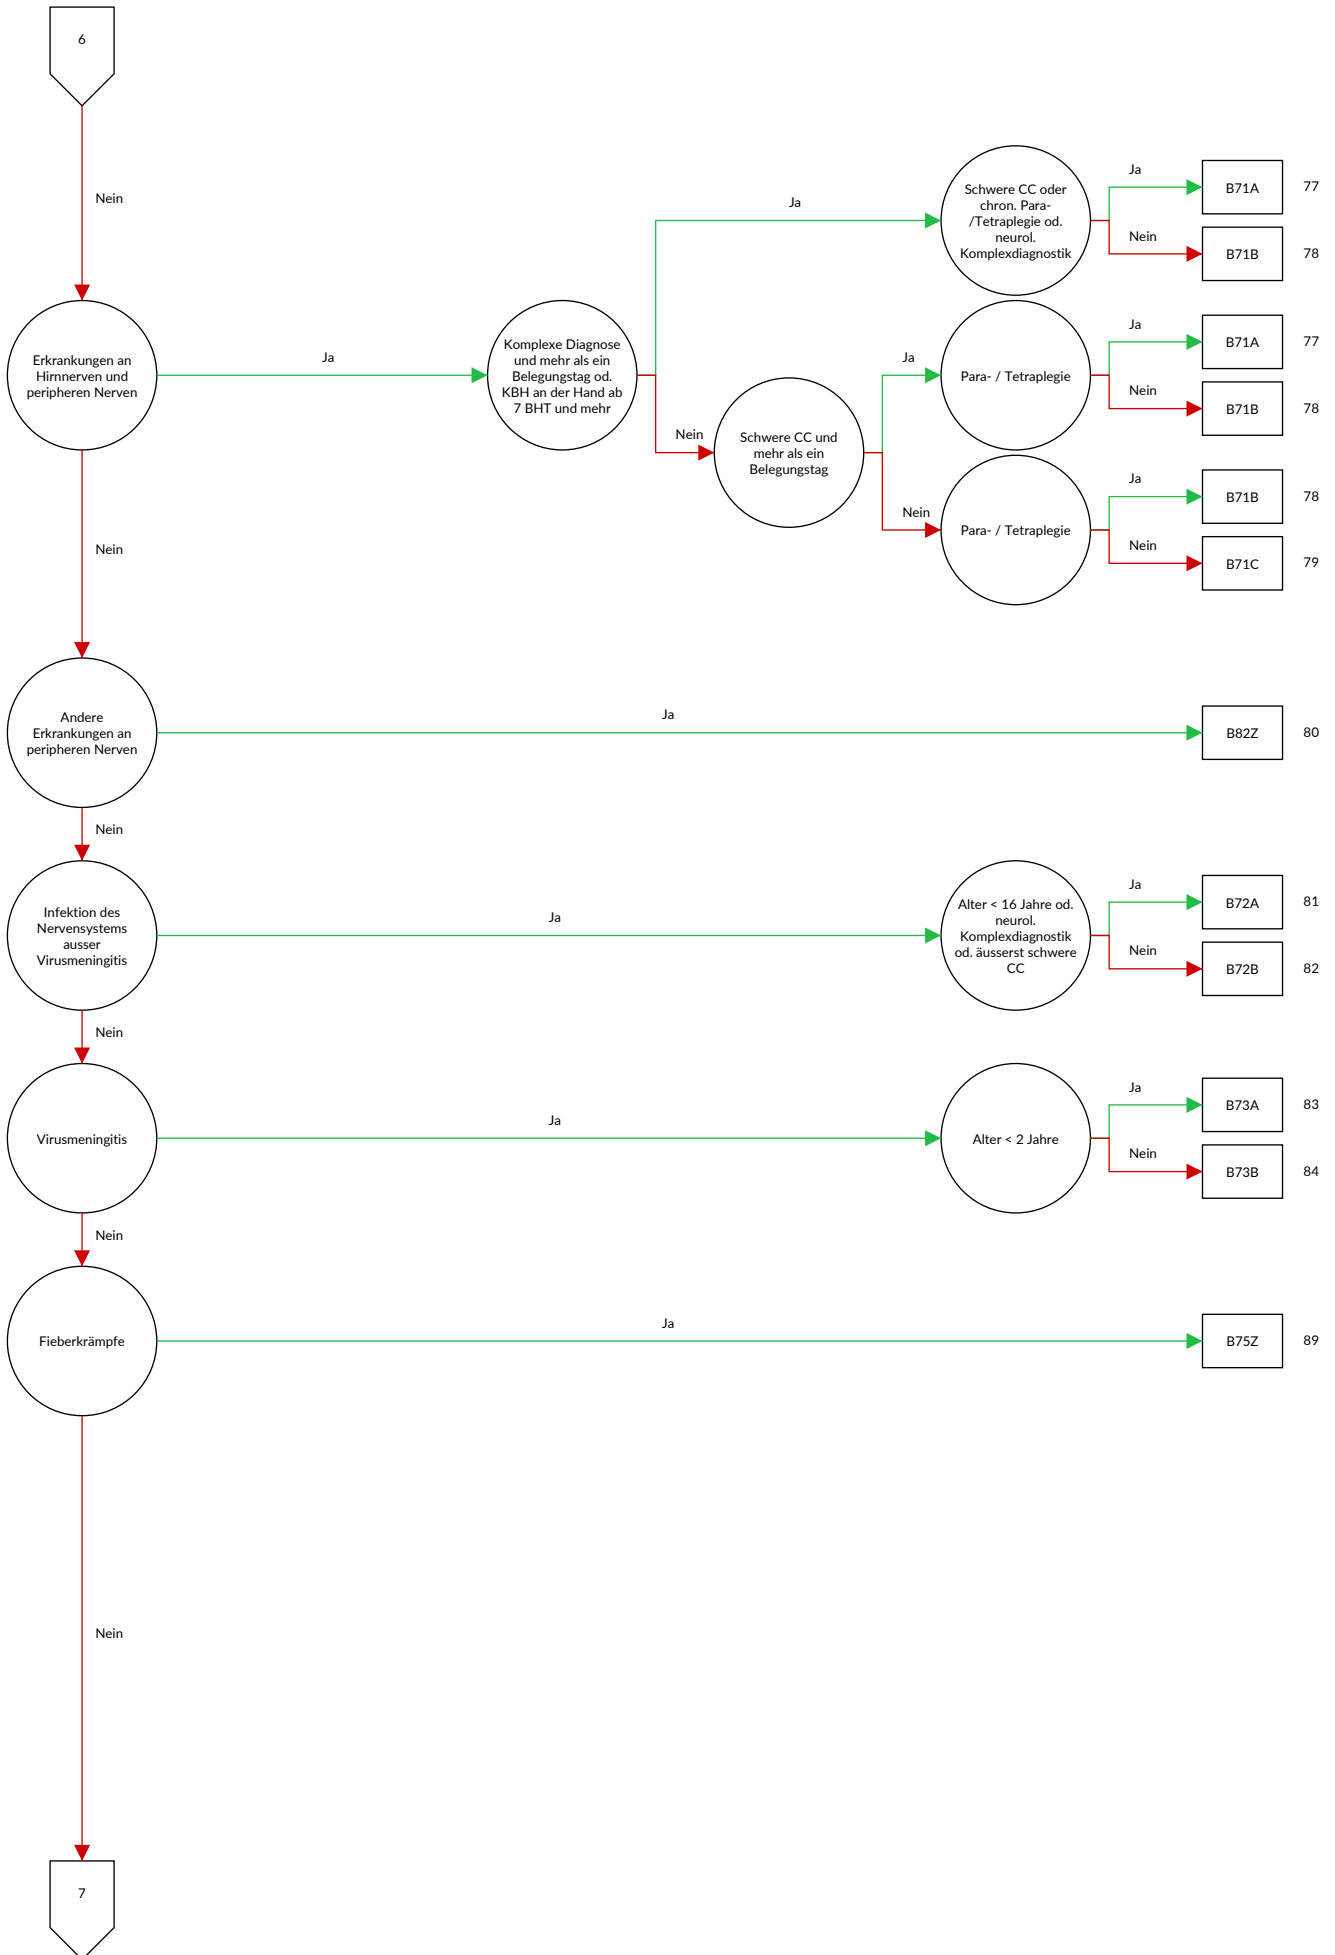 6
Nein
Erkrankungen an
Hirnnerven und
peripheren Nerven
Ja
Komplexe Diagnose
und mehr als ein
Belegungstag od.
KBH an der Hand ab
7 BHT und mehr
Ja
Schwere CC oder
chron. Para-
/Tetraplegie od.
neurol.
Komplexdiagnostik
Ja
B71A
77
Nein
B71B
78
Nein
Schwere CC und
mehr als ein
Belegungstag
Ja
Para- / Tetraplegie
Ja
B71A
77
Nein
B71B
78
Nein
Para- / Tetraplegie
Ja
B71B
78
Nein
B71C
79
Nein
Andere
Erkrankungen an
peripheren Nerven
Ja
B82Z
80
Nein
Infektion des
Nervensystems
ausser
Virusmeningitis
Ja
Alter < 16 Jahre od.
neurol.
Komplexdiagnostik
od. äusserst schwere
CC
Ja
B72A
81
Nein
B72B
82
Nein
Virusmeningitis
Ja
Alter < 2 Jahre
Ja
B73A
83
Nein
B73B
84
Nein
Fieberkrämpfe
Ja
B75Z
89
Nein
7